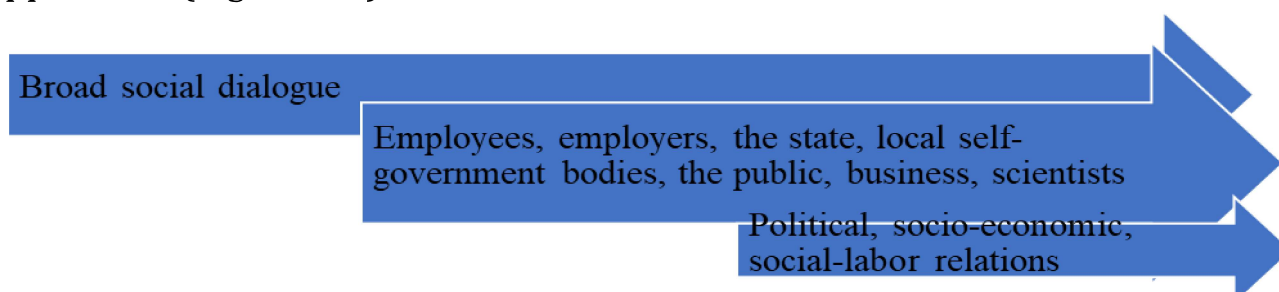 Broad social dialogue
Employees, employers, the state, local self-
government bodies, the public, business, scientists
Political, socio-economic,
social-labor relations